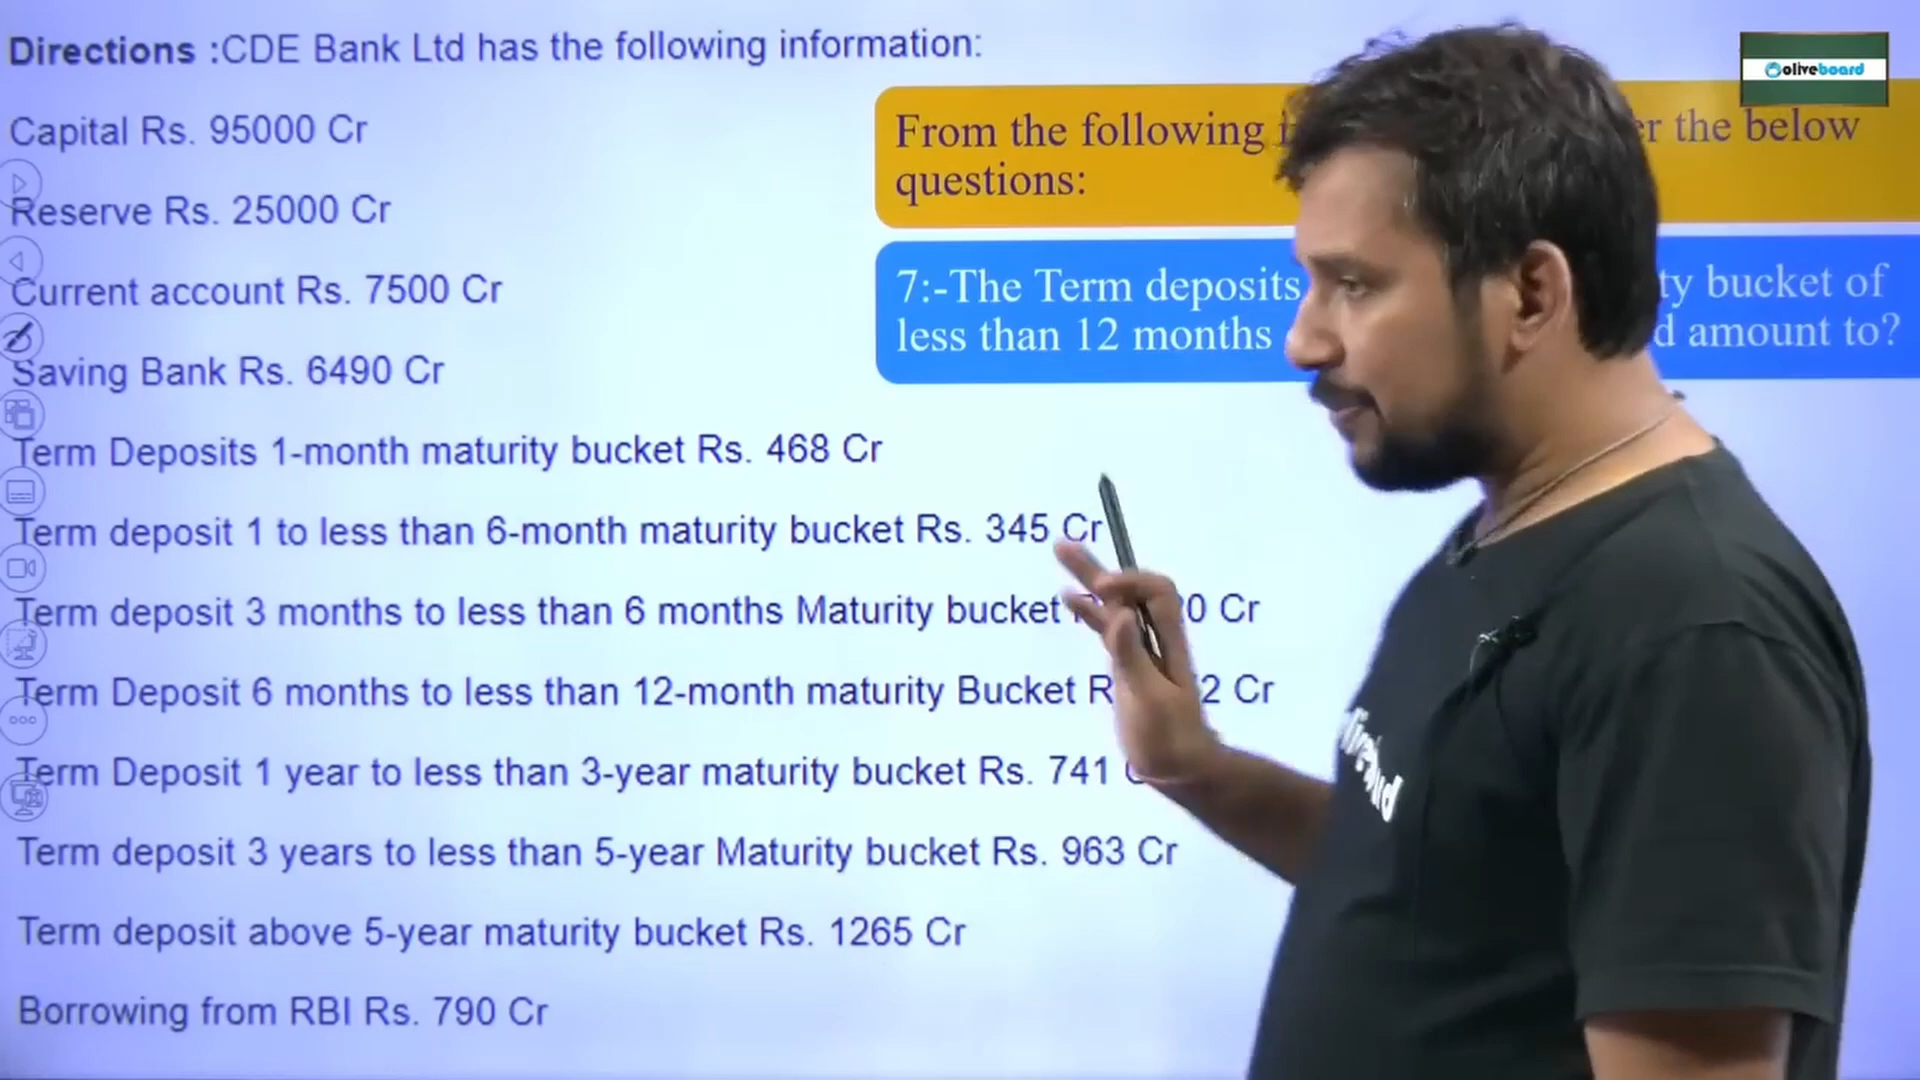 Directions :CDE Bank Ltd has the following information:
Capital Rs. 95000 Cr
Reserve Rs. 25000 Cr
Current account Rs. 7500 Cr
Saving Bank Rs. 6490 Cr
Term Deposits 1-month maturity bucket Rs. 468 Cr
Term deposit 1 to less than 6-month maturity bucket Rs. 345 Cr
Term deposit 3 months to less than 6 months Maturity bucket Cr
Term Deposit 6 months to less than 12-month maturity Bucket Cr
Term Deposit 1 year to less than 3-year maturity bucket Rs. 741
Term deposit 3 years to less than 5-year Maturity bucket Rs. 963 Cr
Term deposit above 5-year maturity bucket Rs. 1265 Cr
Borrowing from RBI Rs. 790 Cr
oliveboard
From the following the below
questions:
7:-The Term deposits bucket of
less than 12 months amount to?